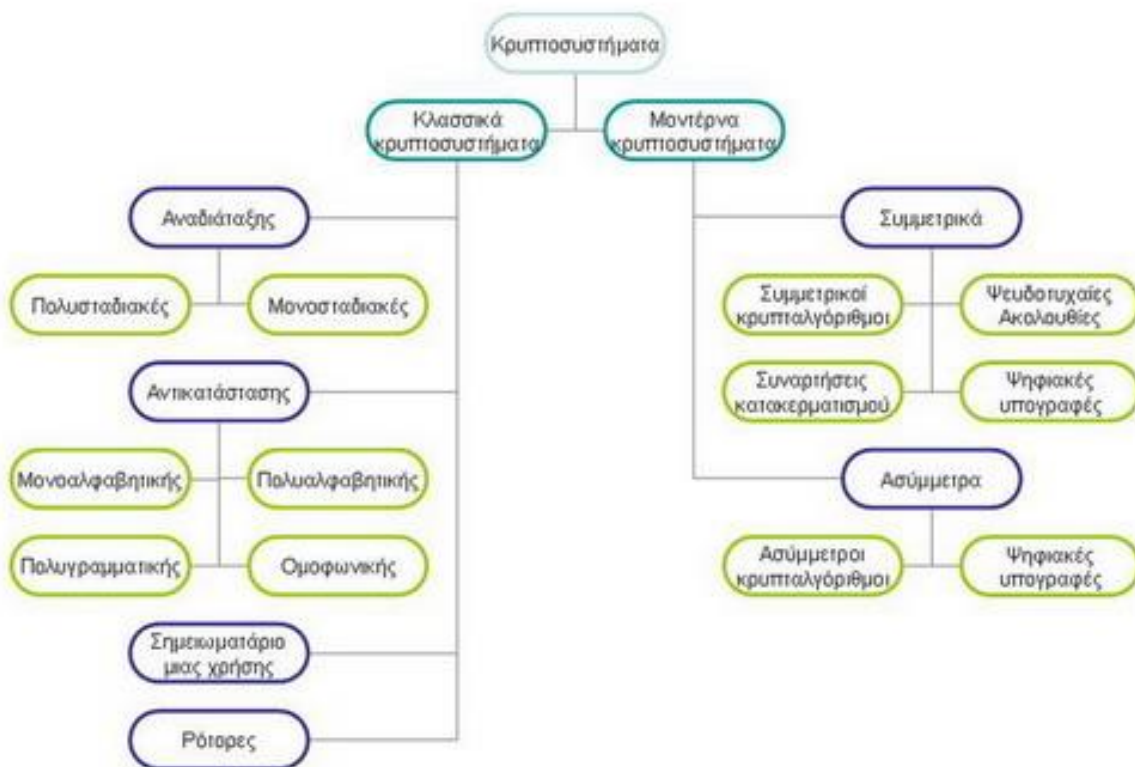 Κρυπτοσυστήματα
Κλασσικά
κρυπτοσυστήματα
Μοντέρνα
κρυπτοσυστήματα
Αναδιάταξης
Πολυσταδιακές
Μονοσταδιακές
Αντικατάστασης
Μονοαλφαβητικής
Πολυαλφαβητικής
Πολυγραμματικής
Ομοφωνικής
Σημειωματάριο
μιας χρήσης
Ρότορες
Συμμετρικά
Συμμετρικοί
κρυπταλγόριθμοι
Ψευδοτυχαίες
Ακολουθίες
Συναρτήσεις
κατακερματισμού
Ψηφιακές
υπογραφές
Ασύμμετρα
Ασύμμετροι
κρυπταλγόριθμοι
Ψηφιακές
υπογραφές